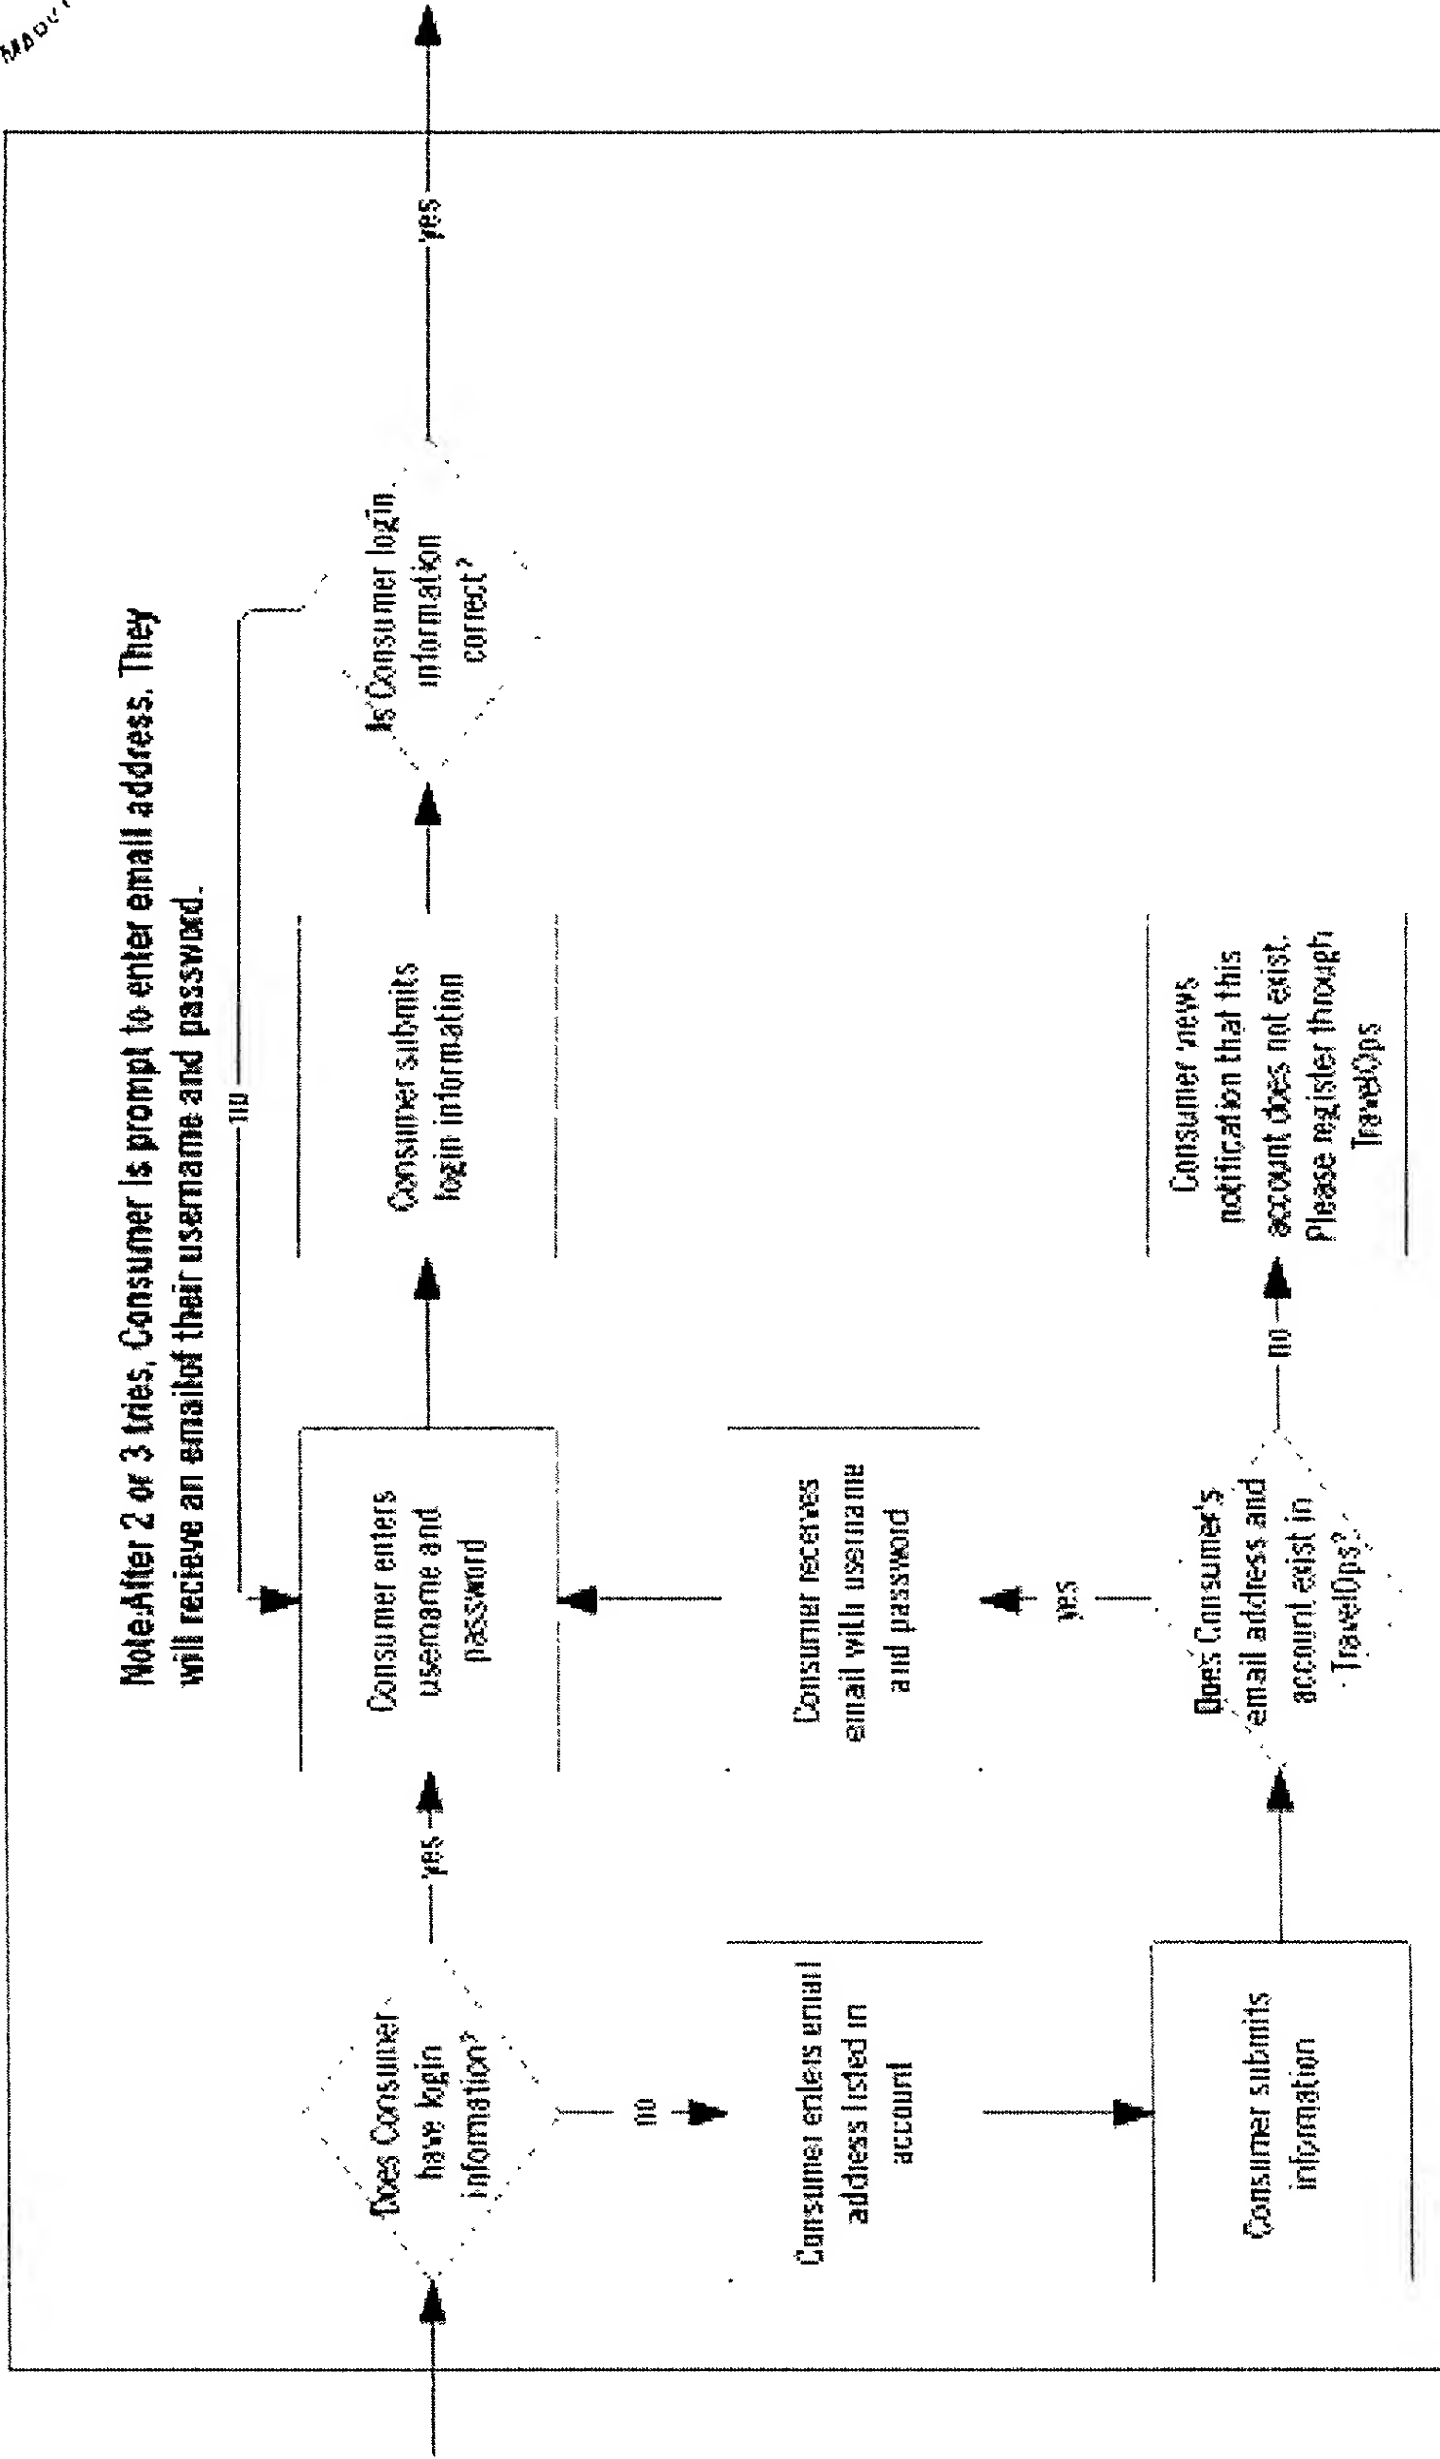 Note:After 2 or 3 tries, Consumer is prompt to enter email address. They
will recieve an emailof their username and password.
no
Does Consumer
have login
information?
yes
Consumer enters
username and
password
Consumer submits
login information
Is Consumer login
information
correct?
yes
no
Consumer enters email
address listed in
account
Consumer receives
email with username
and password
Consumer submits
information
yes
Does Consumer's
email address and
account exist in
TravelOps?
no
Consumer views
notification that this
account does not exist.
Please register through
TravelOps